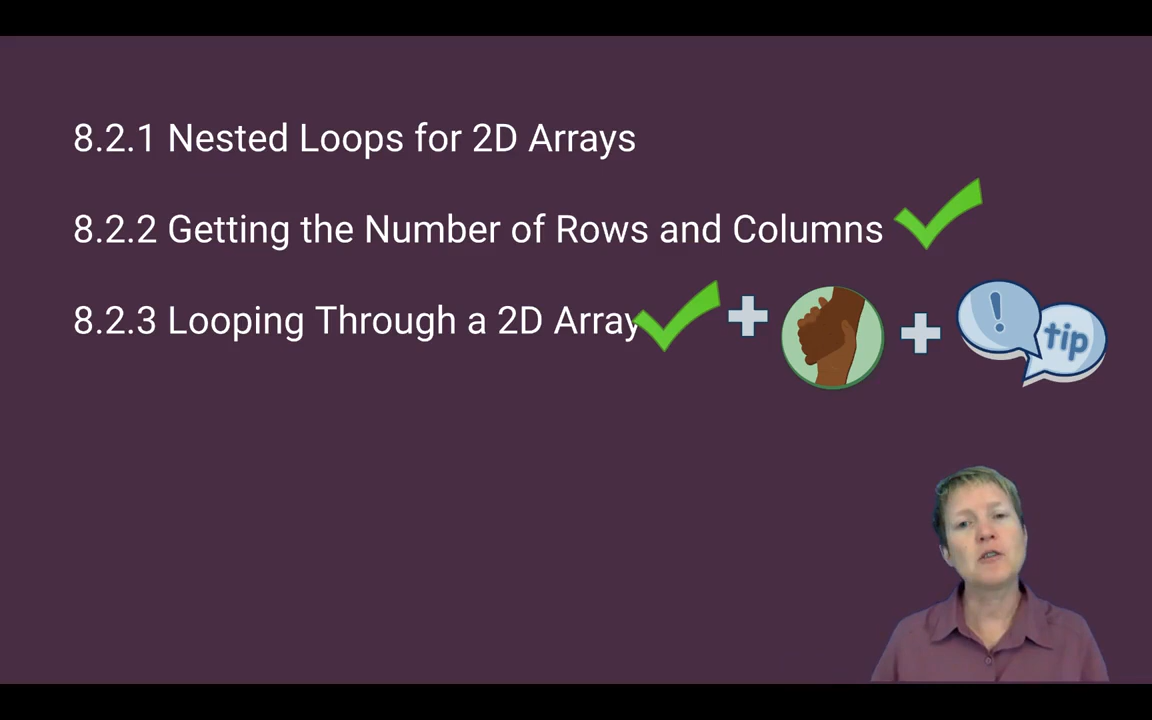 8.2.1 Nested Loops for 2D Arrays
8.2.2 Getting the Number of Rows and Columns
8.2.3 Looping Through a 2D Array
!
tip